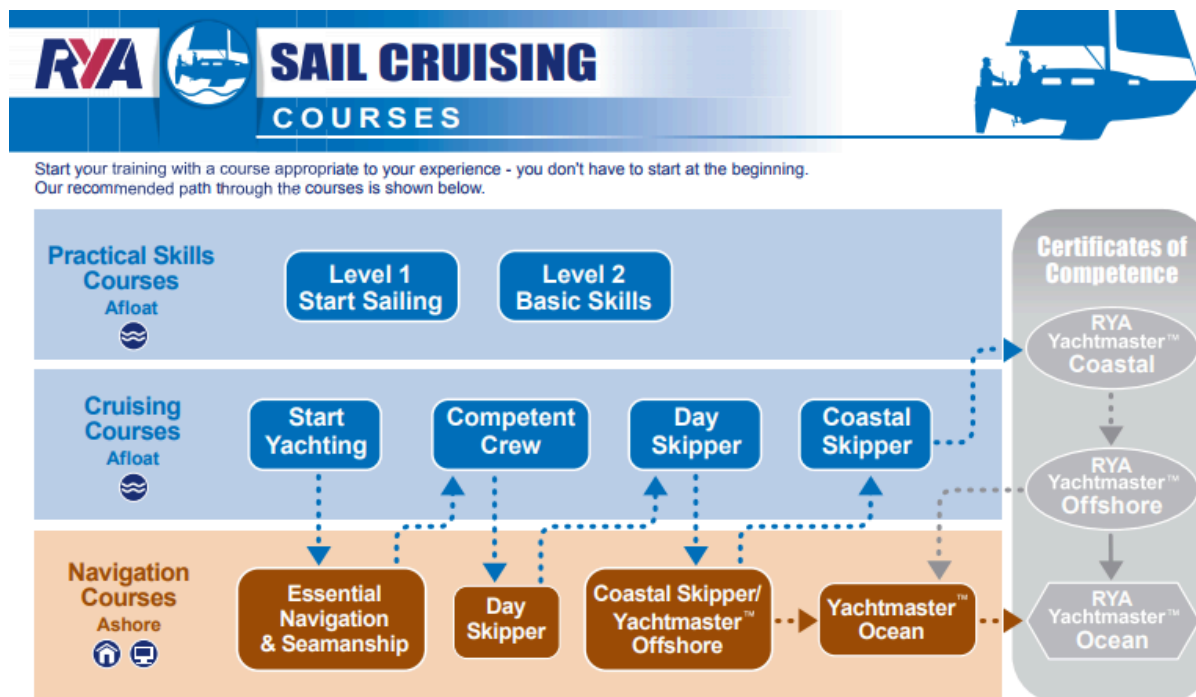 RYA
SAIL CRUISING
COURSES
Start your training with a course appropriate to your experience - you don't have to start at the beginning.
Our recommended path through the courses is shown below.
Practical Skills
Courses
Afloat
Level 1
Start Sailing
Level 2
Basic Skills
Certificates of
Competence
RYA
Yachtmaster™
Coastal
Cruising
Courses
Afloat
Start
Yachting
Competent
Crew
Day
Skipper
Coastal
Skipper
RYA
Yachtmaster™
Offshore
Navigation
Courses
Ashore
Essential
Navigation
& Seamanship
Day
Skipper
Coastal Skipper/
Yachtmaster™
Offshore
Yachtmaster™
Ocean
RYA
Yachtmaster™
Ocean